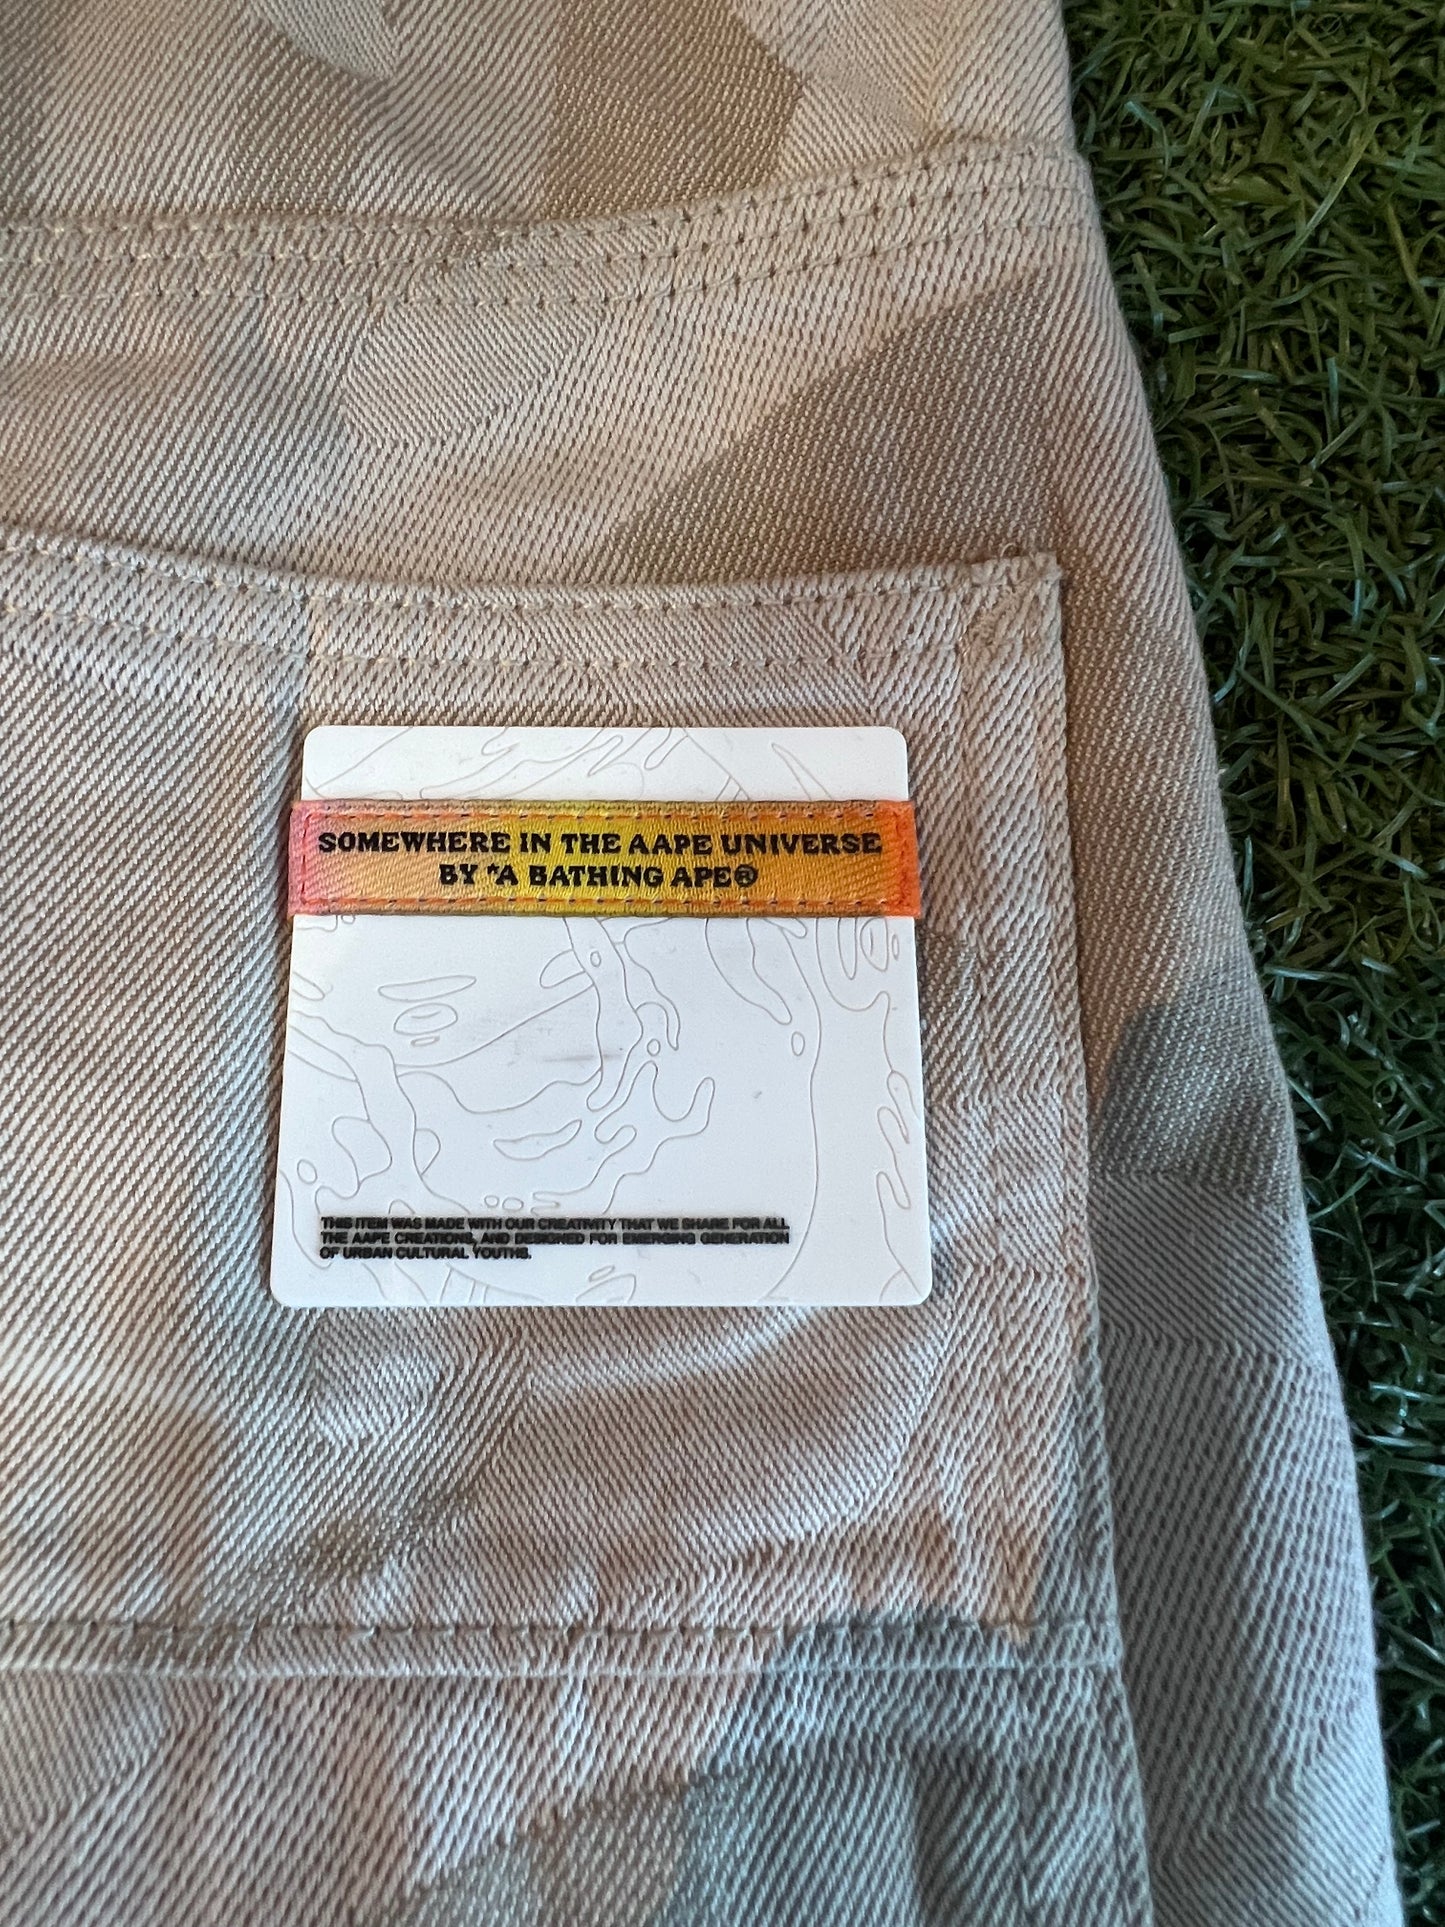 SOMEWHERE IN THE AAPE UNIVERSE
BY *A BATHING APE®
THIS ITEM WAS MADE WITH OUR CREATIVITY THAT WE SHARE FOR ALL
THE AAPE CREATIONS, AND DESIGNED FOR EMERGING GENERATION
OF URBAN CULTURAL YOUTHS.